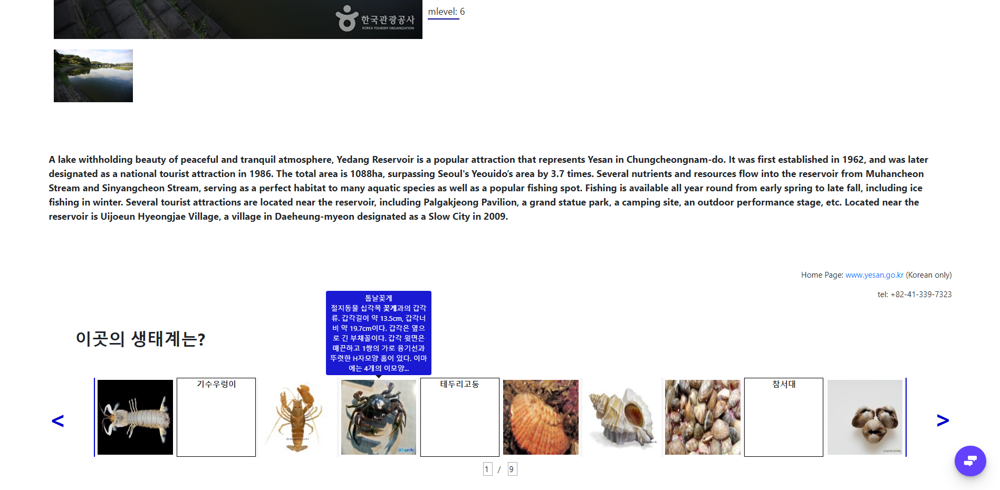 한국관광공사
KOREA TOURISM ORGANIZATION
mlevel: 6
A lake withholding beauty of peaceful and tranquil atmosphere, Yedang Reservoir is a popular attraction that represents Yesan in Chungcheongnam-do. It was first established in 1962, and was later
designated as a national tourist attraction in 1986. The total area is 1088ha, surpassing Seoul's Yeouido’s area by 3.7 times. Several nutrients and resources flow into the reservoir from Muhancheon
Stream and Sinyangcheon Stream, serving as a perfect habitat to many aquatic species as well as a popular fishing spot. Fishing is available all year round from early spring to late fall, including ice
fishing in winter. Several tourist attractions are located near the reservoir, including Palgakjeong Pavilion, a grand statue park, a camping site, an outdoor performance stage, etc. Located near the
reservoir is Uijoeun Hyeongjae Village, a village in Daeheung-myeon designated as a Slow City in 2009.
Home Page: www.yesan.go.kr (Korean only)
tel: +82-41-339-7323
톱날꽃게
절지동물 십각목 꽃게과의 갑각
류. 갑각길이 약 13.5cm, 갑각너
비 약 19.7cm이다. 갑각은 옆으
로 긴 부채꼴이다. 갑각 윗면은
매끈하고 1쌍의 가로 융기선과
뚜렷한 H자모양 홈이 있다. 이마
에는 4개의 이모양...
이곳의 생태계는?
<
기수우렁이
doopedia
테두리고둥
참서대
dreamstime.
>
1 / 9